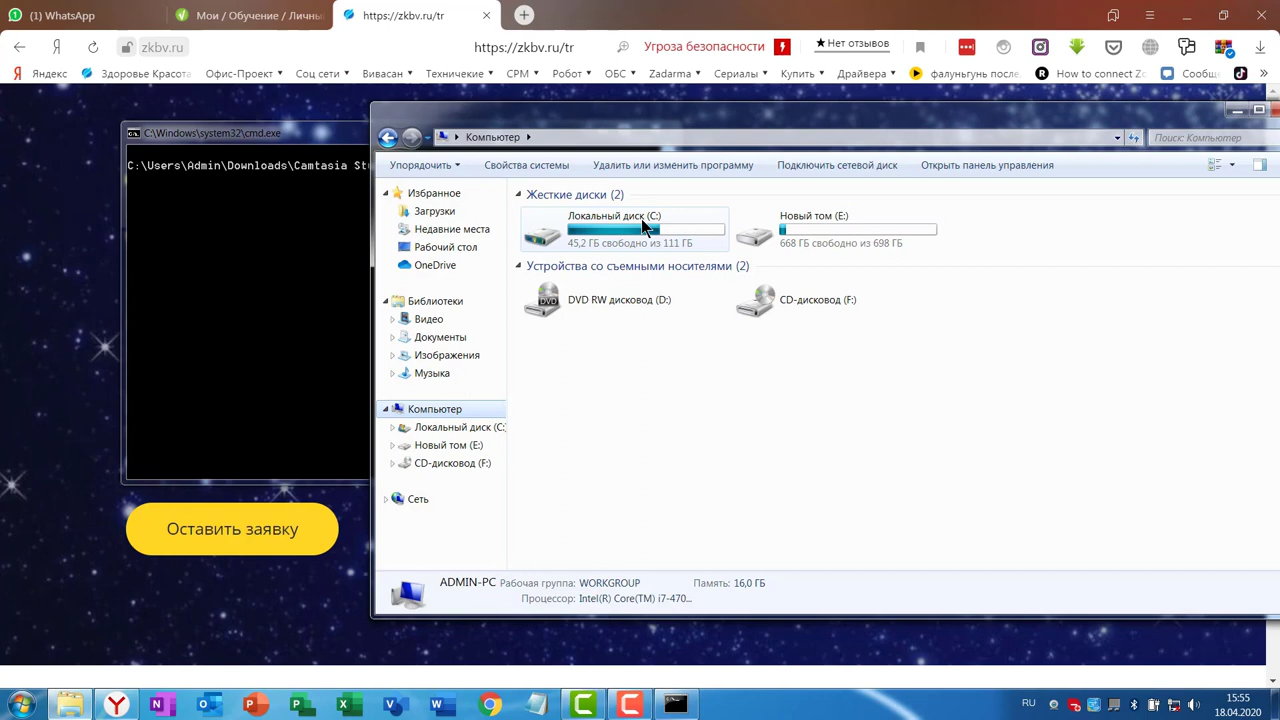 (1) WhatsApp
Мои / Обучение / Личны
https://zkbv.ru/tr
Я
zkbv.ru
https://zkbv.ru/tr
Угроза безопасности
Нет отзывов
Яндекс
Здоровье Красота
Офис-Проект
Соц сети
Вивасан
Техничекие
СРМ
Робот
ОБС
Zadarma
Сериалы
Купить
Драйвера
фалуньгунь после.
How to connect Zo
Сообщ
C:\Windows\system32\cmd.exe
C:\Users\Admin\Downloads\Camtasia St
Компьютер
Поиск: Компьютер
Упорядочить
Свойства системы
Удалить или изменить программу
Подключить сетевой диск
Открыть панель управления
Избранное
Загрузки
Недавние места
Рабочий стол
OneDrive
Библиотеки
Видео
Документы
Изображения
Музыка
Компьютер
Локальный диск (C:
Новый том (E:)
CD-дисковод (F:)
Сеть
Жесткие диски (2)
Локальный диск (C:)
45,2 ГБ свободно из 111 ГБ
Новый том (E:)
668 ГБ свободно из 698 ГБ
Устройства со съемными носителями (2)
DVD RW дисковод (D:)
CD-дисковод (F:)
ADMIN-PC
Рабочая группа: WORKGROUP
Память: 16,0 ГБ
Процессор: Intel(R) Core(TM) i7-470...
Оставить заявку
RU
15:55
18.04.2020